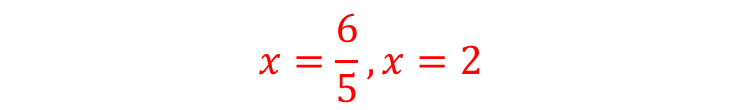 x = 6/5 , x = 2